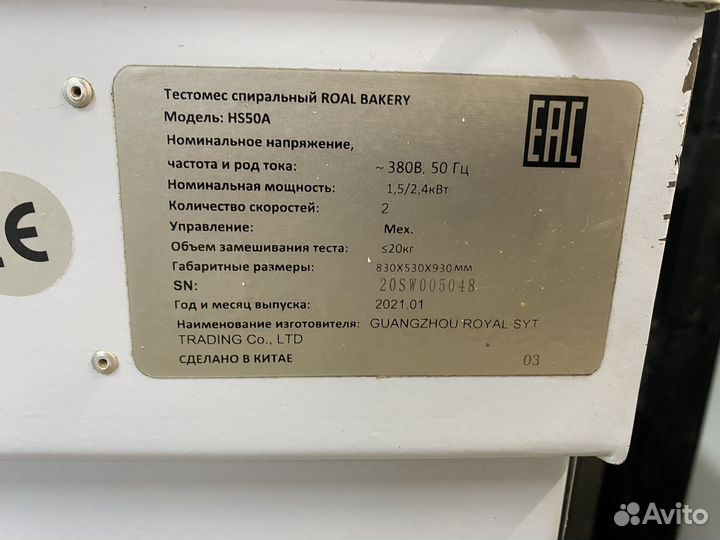 Тестомес спиральный ROAL BAKERY
Модель: HS50A
Номинальное напряжение,
частота и род тока: ~ 380В, 50 Гц
Номинальная мощность: 1,5/2,4кВт
Количество скоростей: 2
Управление: Мех.
Объем замешивания теста: ≤20кг
Габаритные размеры: 830Х530Х930мм
SN: 20SW005048
Год и месяц выпуска: 2021.01
Наименование изготовителя: GUANGZHOU ROYAL SYT
TRADING Co., LTD
СДЕЛАНО В КИТАЕ 03
EAC
CE
Avito